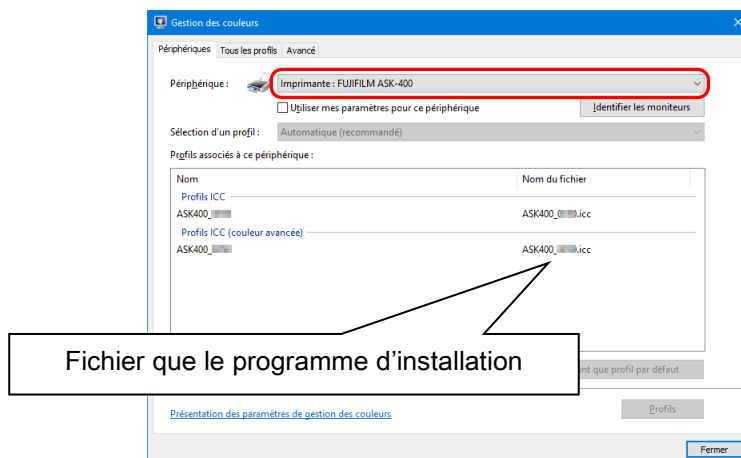 Gestion des couleurs
Périphériques Tous les profils Avancé
Périphérique : Imprimante : FUJIFILM ASK-400
Utiliser mes paramètres pour ce périphérique Identifier les moniteurs
Sélection d'un profil : Automatique (recommandé)
Profils associés à ce périphérique :
Nom Nom du fichier
Profils ICC
ASK400_ ASK400_ .icc
Profils ICC (couleur avancée)
ASK400_ ASK400_ .icc
Fichier que le programme d’installation
que profil par défaut
Présentation des paramètres de gestion des couleurs Profils
Fermer